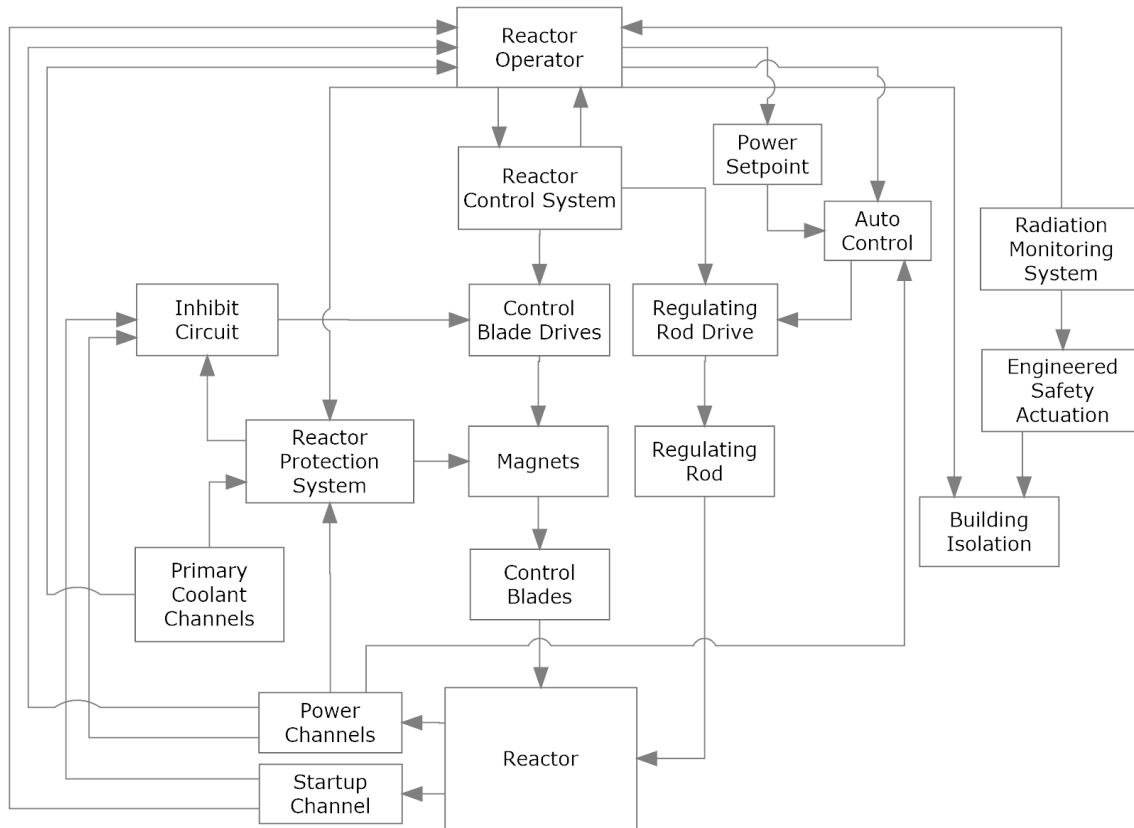 Reactor
Operator
Power
Setpoint
Reactor
Control System
Auto
Control
Radiation
Monitoring
System
Inhibit
Circuit
Control
Blade Drives
Regulating
Rod Drive
Engineered
Safety
Actuation
Reactor
Protection
System
Magnets
Regulating
Rod
Building
Isolation
Primary
Coolant
Channels
Control
Blades
Power
Channels
Reactor
Startup
Channel